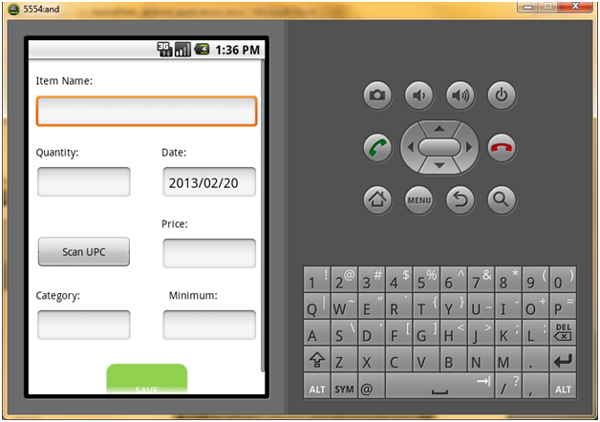 5554:and
3G 1:36 PM
Item Name:
Quantity: Date:
2013/02/20
Price:
Scan UPC
Category: Minimum:
SAVE
MENU
1 ! 2 @ 3 # 4 $ 5 % 6 ^ 7 & 8 * 9 ( 0 )
Q | W ~ E " R ` T { Y } U _ I - O + P =
A S \ D ' F [ G ] H < J > K ; L : DEL
Z X C V B N M .
ALT SYM @ / ? , ALT